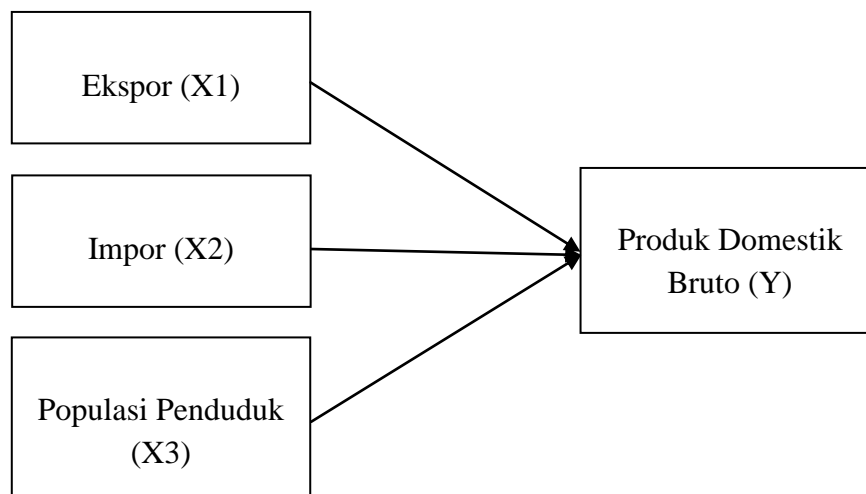 Ekspor (X1)
Impor (X2)
Populasi Penduduk
(X3)
Produk Domestik
Bruto (Y)